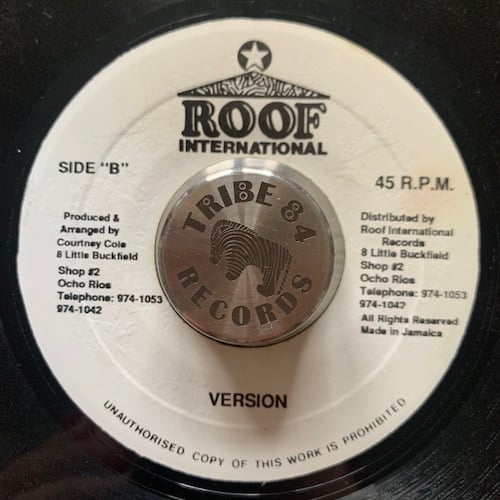 ROOF
INTERNATIONAL
SIDE "B"
45 R.P.M.
Produced &
Arranged by
Courtney Cole
8 Little Buckfield
Shop #2
Ocho Rios
Telephone: 974-1053
974-1042
TRIBE 84
RECORDS
Distributed by
Roof International
Records
8 Little Buckfield
Shop #2
Ocho Rios
Telephone: 974-1053
974-1042
All Rights Reserved
Made in Jamaica
VERSION
UNAUTHORISED COPY OF THIS WORK IS PROHIBITED